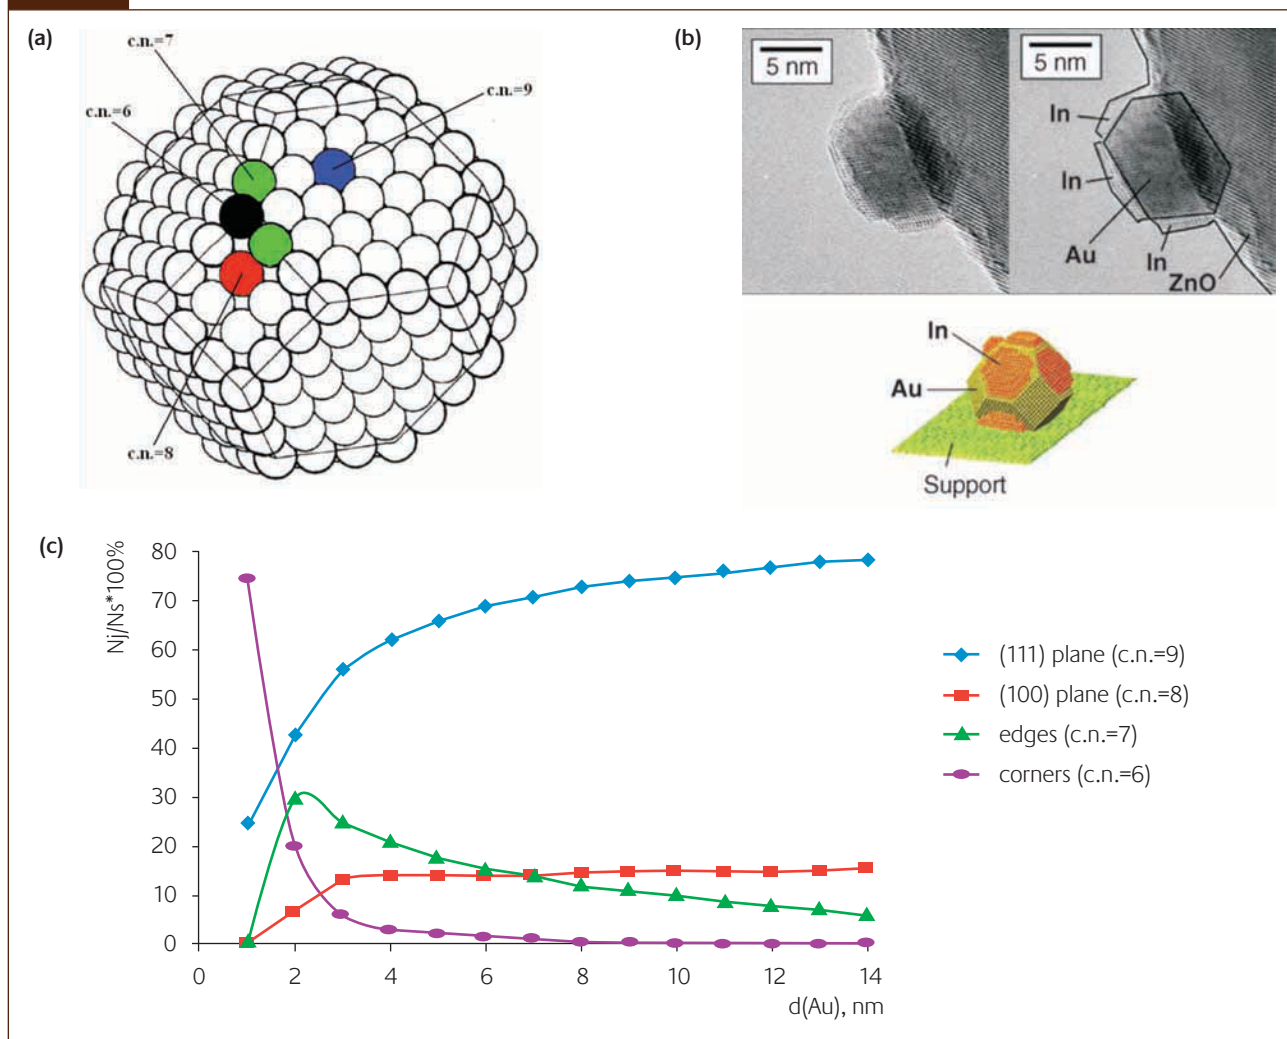 (a)
c.n.=7
c.n.=9
c.n.=6
c.n.=8
(b)
5 nm
5 nm
In
In
Au
In
ZnO
In
Au
Support
(c)
Nj/Ns*100%
80
70
60
50
40
30
20
10
0
0 2 4 6 8 10 12 14
d(Au), nm
(111) plane (c.n.=9)
(100) plane (c.n.=8)
edges (c.n.=7)
corners (c.n.=6)